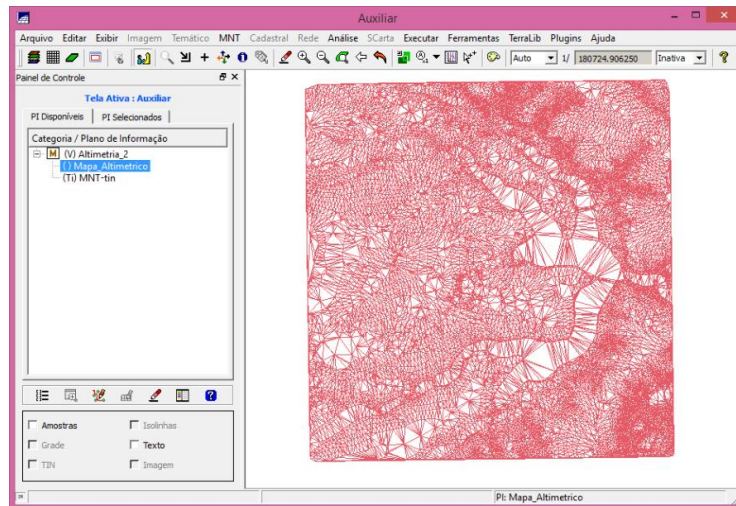 Auxiliar
Arquivo Editar Exibir Imagem Temático MNT Cadastral Rede Análise SCarta Executar Ferramentas TerraLib Plugins Ajuda
Auto 1/ 180724.906250 Inativa
Painel de Controle
Tela Ativa : Auxiliar
PI Disponíveis PI Selecionados
Categoria / Plano de Informação
M (V) Altimetria_2
() Mapa_Altimetrico
(Ti) MNT-tin
Amostras Isolinhas
Grade Texto
TIN Imagem
PI: Mapa_Altimetrico